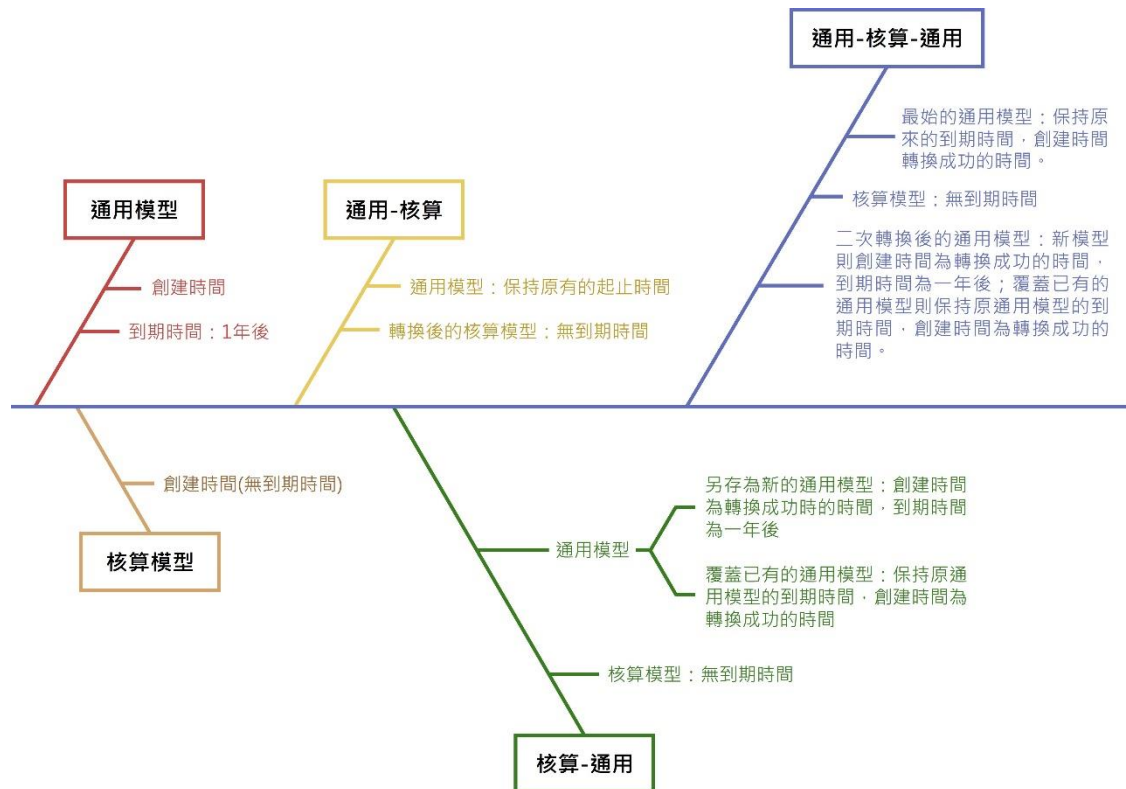 通用-核算-通用
最始的通用模型：保持原
來的到期時間，創建時間
轉換成功的時間。
核算模型：無到期時間
二次轉換後的通用模型：新模型
則創建時間為轉換成功的時間，
到期時間為一年後；覆蓋已有的
通用模型則保持原通用模型的到
期時間，創建時間為轉換成功的
時間。
通用模型
創建時間
到期時間：1年後
通用-核算
通用模型：保持原有的起止時間
轉換後的核算模型：無到期時間
創建時間(無到期時間)
核算模型
通用模型
另存為新的通用模型：創建時間
為轉換成功時的時間，到期時間
為一年後
覆蓋已有的通用模型：保持原通
用模型的到期時間，創建時間為
轉換成功的時間
核算模型：無到期時間
核算-通用